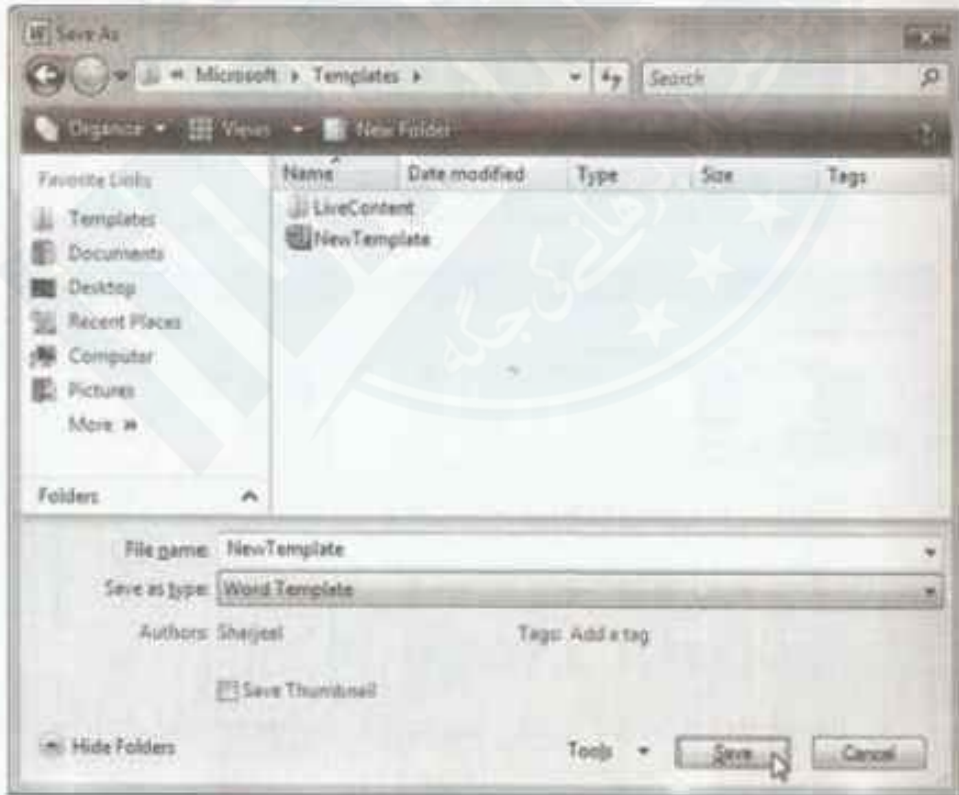 Save As
« Microsoft ▸ Templates ▸ Search
Organize Views New Folder
Favorite Links
Templates
Documents
Desktop
Recent Places
Computer
Pictures
More »
Folders
Name Date modified Type Size Tags
LiveContent
NewTemplate
File name: NewTemplate
Save as type: Word Template
Authors: Sharjeel Tags: Add a tag
Save Thumbnail
Hide Folders Tools Save Cancel
کی جگہ